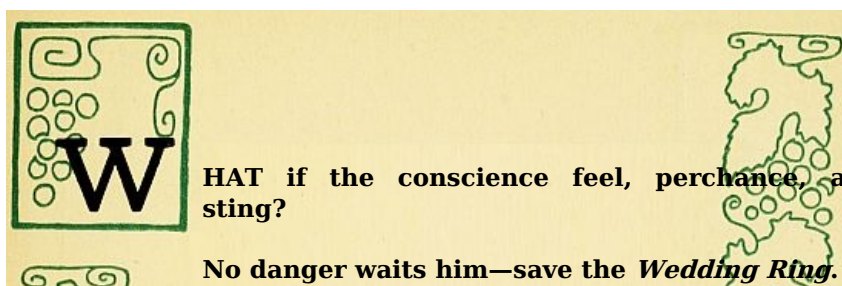 WHAT if the conscience feel, perchance, a
sting?
No danger waits him—save the Wedding Ring.